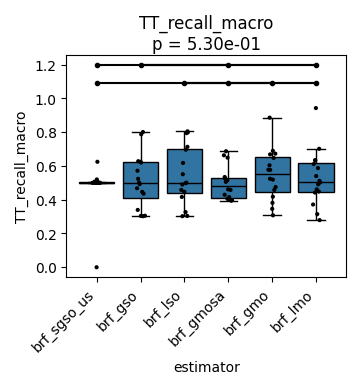 TT_recall_macro
p = 5.30e-01
TT_recall_macro
1.2
1.0
0.8
0.6
0.4
0.2
0.0
brf_sgso_us
brf_gso
brf_lso
brf_gmosa
brf_gmo
brf_lmo
estimator